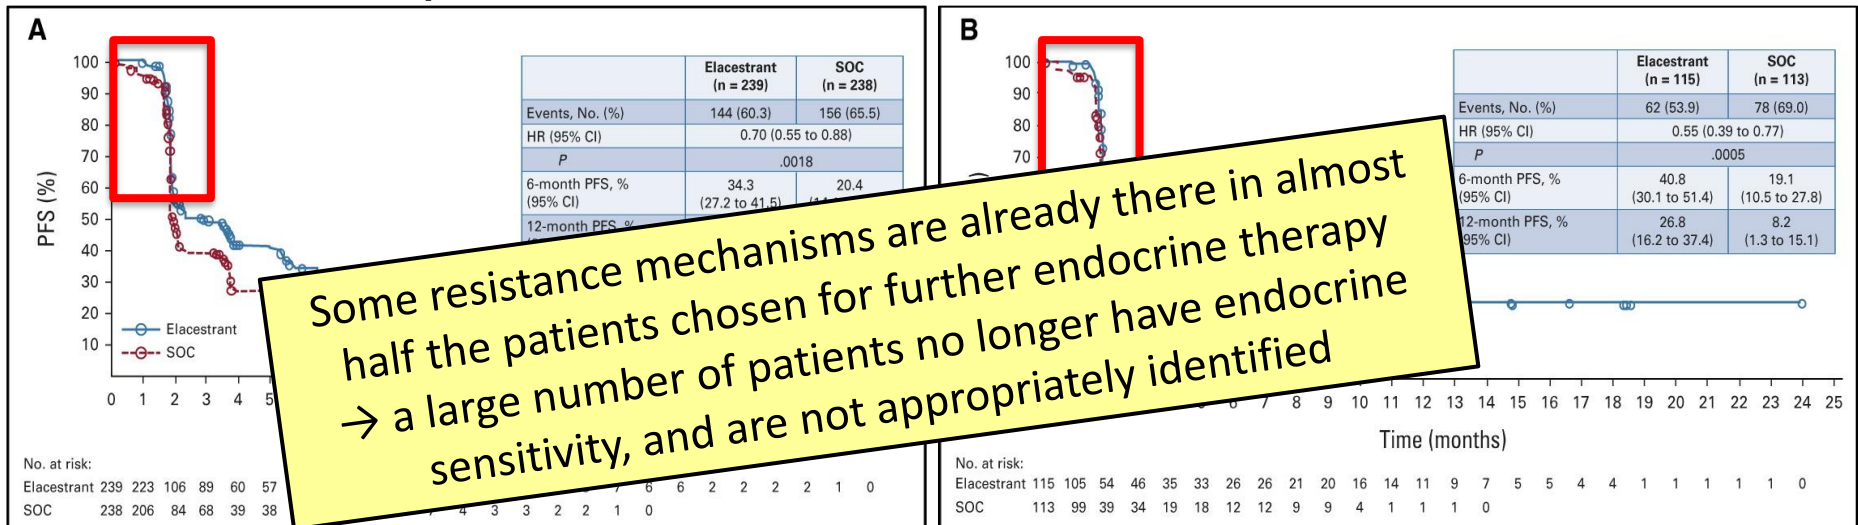 A
100
90
80
70
60
50
40
30
20
10
PFS (%)
Elacestrant
SOC
0 1 2 3 4 5
Elacestrant (n = 239) SOC (n = 238)
Events, No. (%) 144 (60.3) 156 (65.5)
HR (95% CI) 0.70 (0.55 to 0.88)
P .0018
6-month PFS, % (95% CI) 34.3 (27.2 to 41.5) 20.4
12-month PFS, %
No. at risk:
Elacestrant 239 223 106 89 60 57 6 6 2 2 2 2 1 0
SOC 238 206 84 68 39 38 4 3 3 2 2 1 0
Some resistance mechanisms are already there in almost
half the patients chosen for further endocrine therapy
→ a large number of patients no longer have endocrine
sensitivity, and are not appropriately identified
B
100
90
80
70
Elacestrant (n = 115) SOC (n = 113)
Events, No. (%) 62 (53.9) 78 (69.0)
HR (95% CI) 0.55 (0.39 to 0.77)
P .0005
6-month PFS, % (95% CI) 40.8 (30.1 to 51.4) 19.1 (10.5 to 27.8)
12-month PFS, % 95% CI) 26.8 (16.2 to 37.4) 8.2 (1.3 to 15.1)
7 8 9 10 11 12 13 14 15 16 17 18 19 20 21 22 23 24 25
Time (months)
No. at risk:
Elacestrant 115 105 54 46 35 33 26 26 21 20 16 14 11 9 7 5 5 4 4 1 1 1 1 1 0
SOC 113 99 39 34 19 18 12 12 9 9 4 1 1 1 0